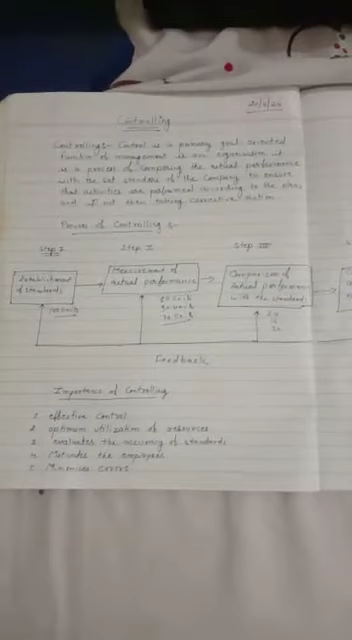 Controlling
Controlling:- Control is a primary goal oriented
function of management in an organisation it
is a process of comparing the actual performance
with the set standard of the company to ensure
that activities are performed according to the plan
and if not then taking corrective action
Process of Controlling :-
Step I Step II Step III
Establishment of standards
Measurement of actual performance
Comparison of actual performance with the standards
Feedback
Importance of Controlling
1 effective control
2 optimum utilization of resources
3 evaluates the accuracy of standards
4 Motivates the employees
5 Minimises errors